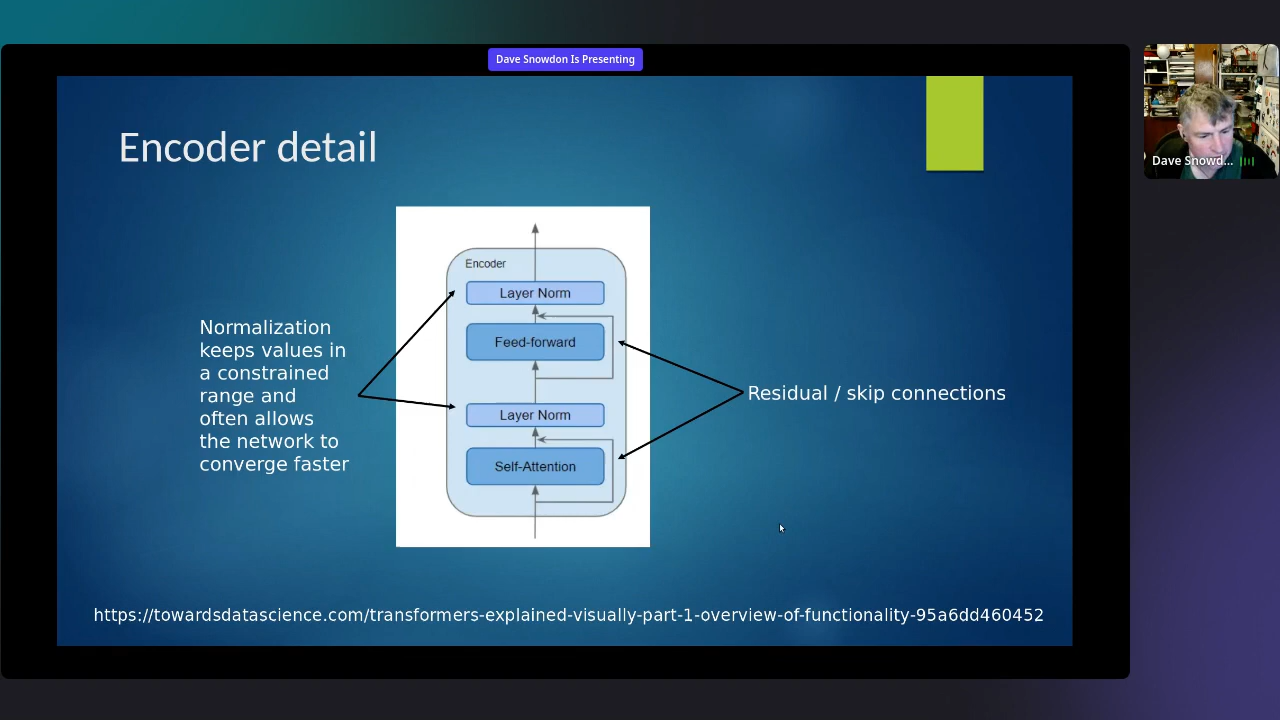 Dave Snowdon Is Presenting
Encoder detail
Encoder
Layer Norm
Feed-forward
Layer Norm
Self-Attention
Normalization
keeps values in
a constrained
range and
often allows
the network to
converge faster
Residual / skip connections
https://towardsdatascience.com/transformers-explained-visually-part-1-overview-of-functionality-95a6dd460452
Dave Snowd...